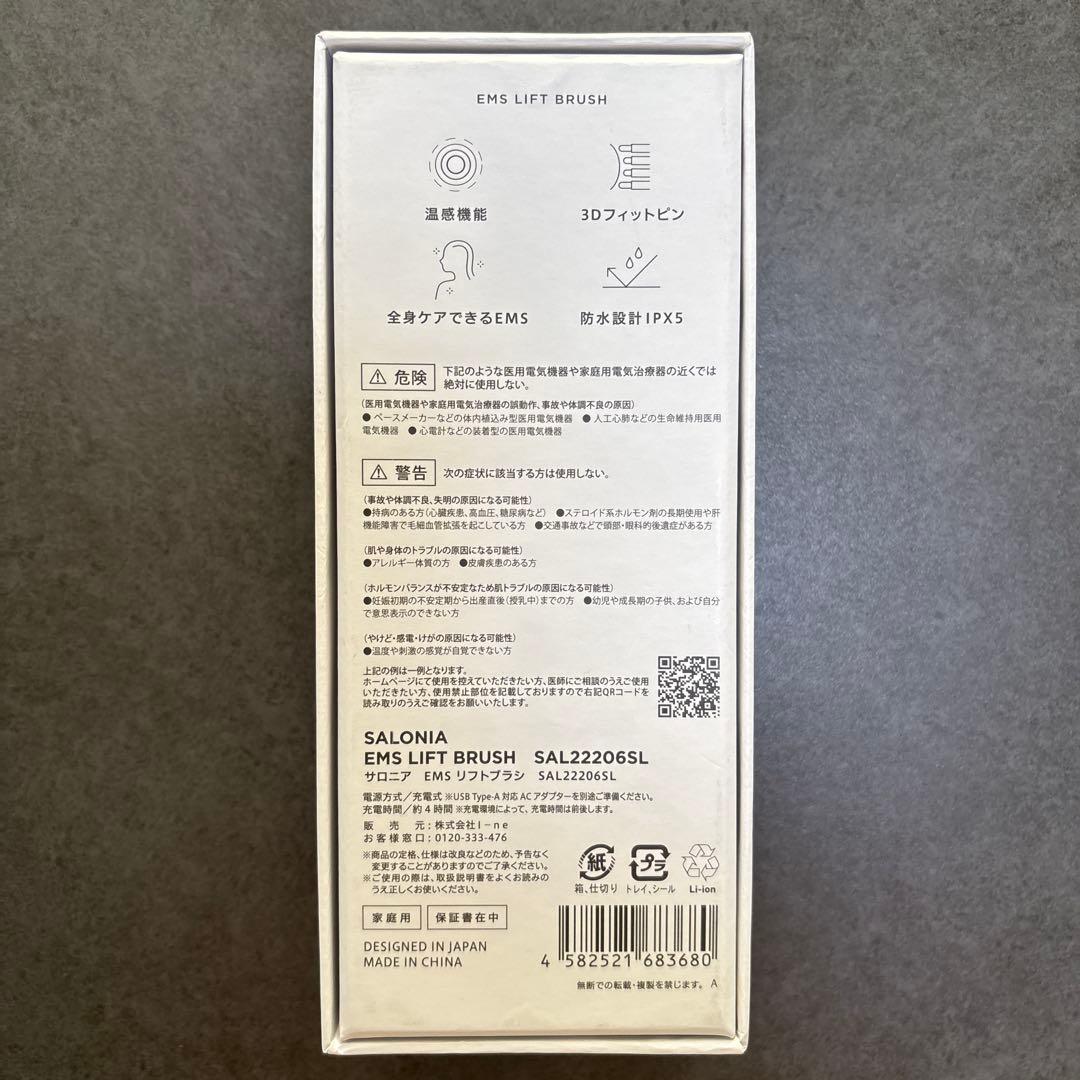 EMS LIFT BRUSH
温感機能
3Dフィットピン
全身ケアできるEMS
防水設計IPX5
危険 下記のような医用電気機器や家庭用電気治療器の近くでは
絶対に使用しない。
(医用電気機器や家庭用電気治療器の誤動作、事故や体調不良の原因)
●ペースメーカーなどの体内植込み型医用電気機器 ●人工心肺などの生命維持用医用
電気機器 ●心電計などの装着型の医用電気機器
警告 次の症状に該当する方は使用しない。
(事故や体調不良、失明の原因になる可能性)
●持病のある方(心臓疾患、高血圧、糖尿病など) ●ステロイド系ホルモン剤の長期使用や肝
機能障害で毛細血管拡張を起こしている方 ●交通事故などで頭部・眼科的後遺症がある方
(肌や身体のトラブルの原因になる可能性)
●アレルギー体質の方 ●皮膚疾患のある方
(ホルモンバランスが不安定なため肌トラブルの原因になる可能性)
●妊娠初期の不安定期から出産直後(授乳中)までの方 ●幼児や成長期の子供、および自分
で意思表示のできない方
(やけど・感電・けがの原因になる可能性)
●温度や刺激の感覚が自覚できない方
上記の例は一例となります。
ホームページにて使用を控えていただきたい方、医師にご相談のうえご使用
いただきたい方、使用禁止部位を記載しておりますので右記QRコードを
読み取りのうえご確認をお願いいたします。
SALONIA
EMS LIFT BRUSH SAL22206SL
サロニア EMS リフトブラシ SAL22206SL
電源方式/充電式 ※USB Type-A 対応 AC アダプターを別途ご準備ください。
充電時間/約4時間 ※充電環境によって、充電時間は前後します。
販売元:株式会社I-ne
お客様窓口:0120-333-476
※商品の定格、仕様は改良などのため、予告なく
変更することがありますのでご了承ください。
※ご使用の際は、取扱説明書をよくお読みの
うえ正しくお使いください。
紙
箱、仕切り
プラ
トレイ、シール
Li-ion
家庭用 保証書在中
DESIGNED IN JAPAN
MADE IN CHINA
4 582521 683680
無断での転載・複製を禁じます。 A